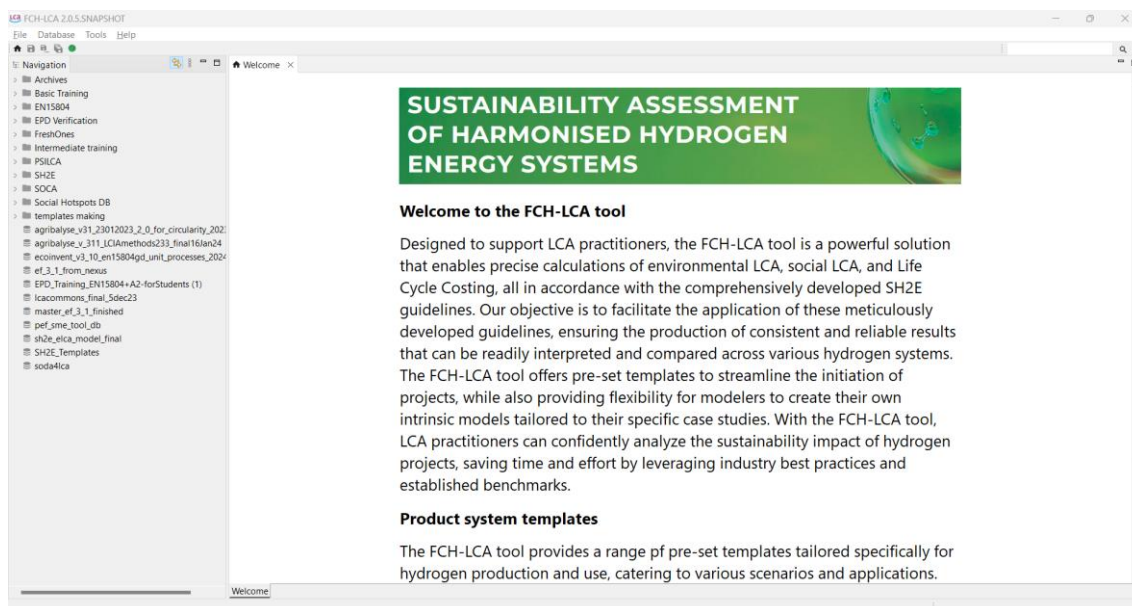 LCA FCH-LCA 2.0.5.SNAPSHOT
File Database Tools Help
Navigation
Welcome
Archives
Basic Training
EN15804
EPD Verification
FreshOnes
Intermediate training
PSILCA
SH2E
SOCA
Social Hotspots DB
templates making
agribalyse_v31_23012023_2_0_for_circularity_202
agribalyse_v_311_LCIAmethods233_final16Jan24
ecoinvent_v3_10_en15804gd_unit_processes_2024
ef_3_1_from_nexus
EPD_Training_EN15804+A2-forStudents (1)
lcacommons_final_5dec23
master_ef_3_1_finished
pef_sme_tool_db
sh2e_elca_model_final
SH2E_Templates
soda4lca
SUSTAINABILITY ASSESSMENT
OF HARMONISED HYDROGEN
ENERGY SYSTEMS
Welcome to the FCH-LCA tool
Designed to support LCA practitioners, the FCH-LCA tool is a powerful solution
that enables precise calculations of environmental LCA, social LCA, and Life
Cycle Costing, all in accordance with the comprehensively developed SH2E
guidelines. Our objective is to facilitate the application of these meticulously
developed guidelines, ensuring the production of consistent and reliable results
that can be readily interpreted and compared across various hydrogen systems.
The FCH-LCA tool offers pre-set templates to streamline the initiation of
projects, while also providing flexibility for modelers to create their own
intrinsic models tailored to their specific case studies. With the FCH-LCA tool,
LCA practitioners can confidently analyze the sustainability impact of hydrogen
projects, saving time and effort by leveraging industry best practices and
established benchmarks.
Product system templates
The FCH-LCA tool provides a range pf pre-set templates tailored specifically for
hydrogen production and use, catering to various scenarios and applications.
Welcome